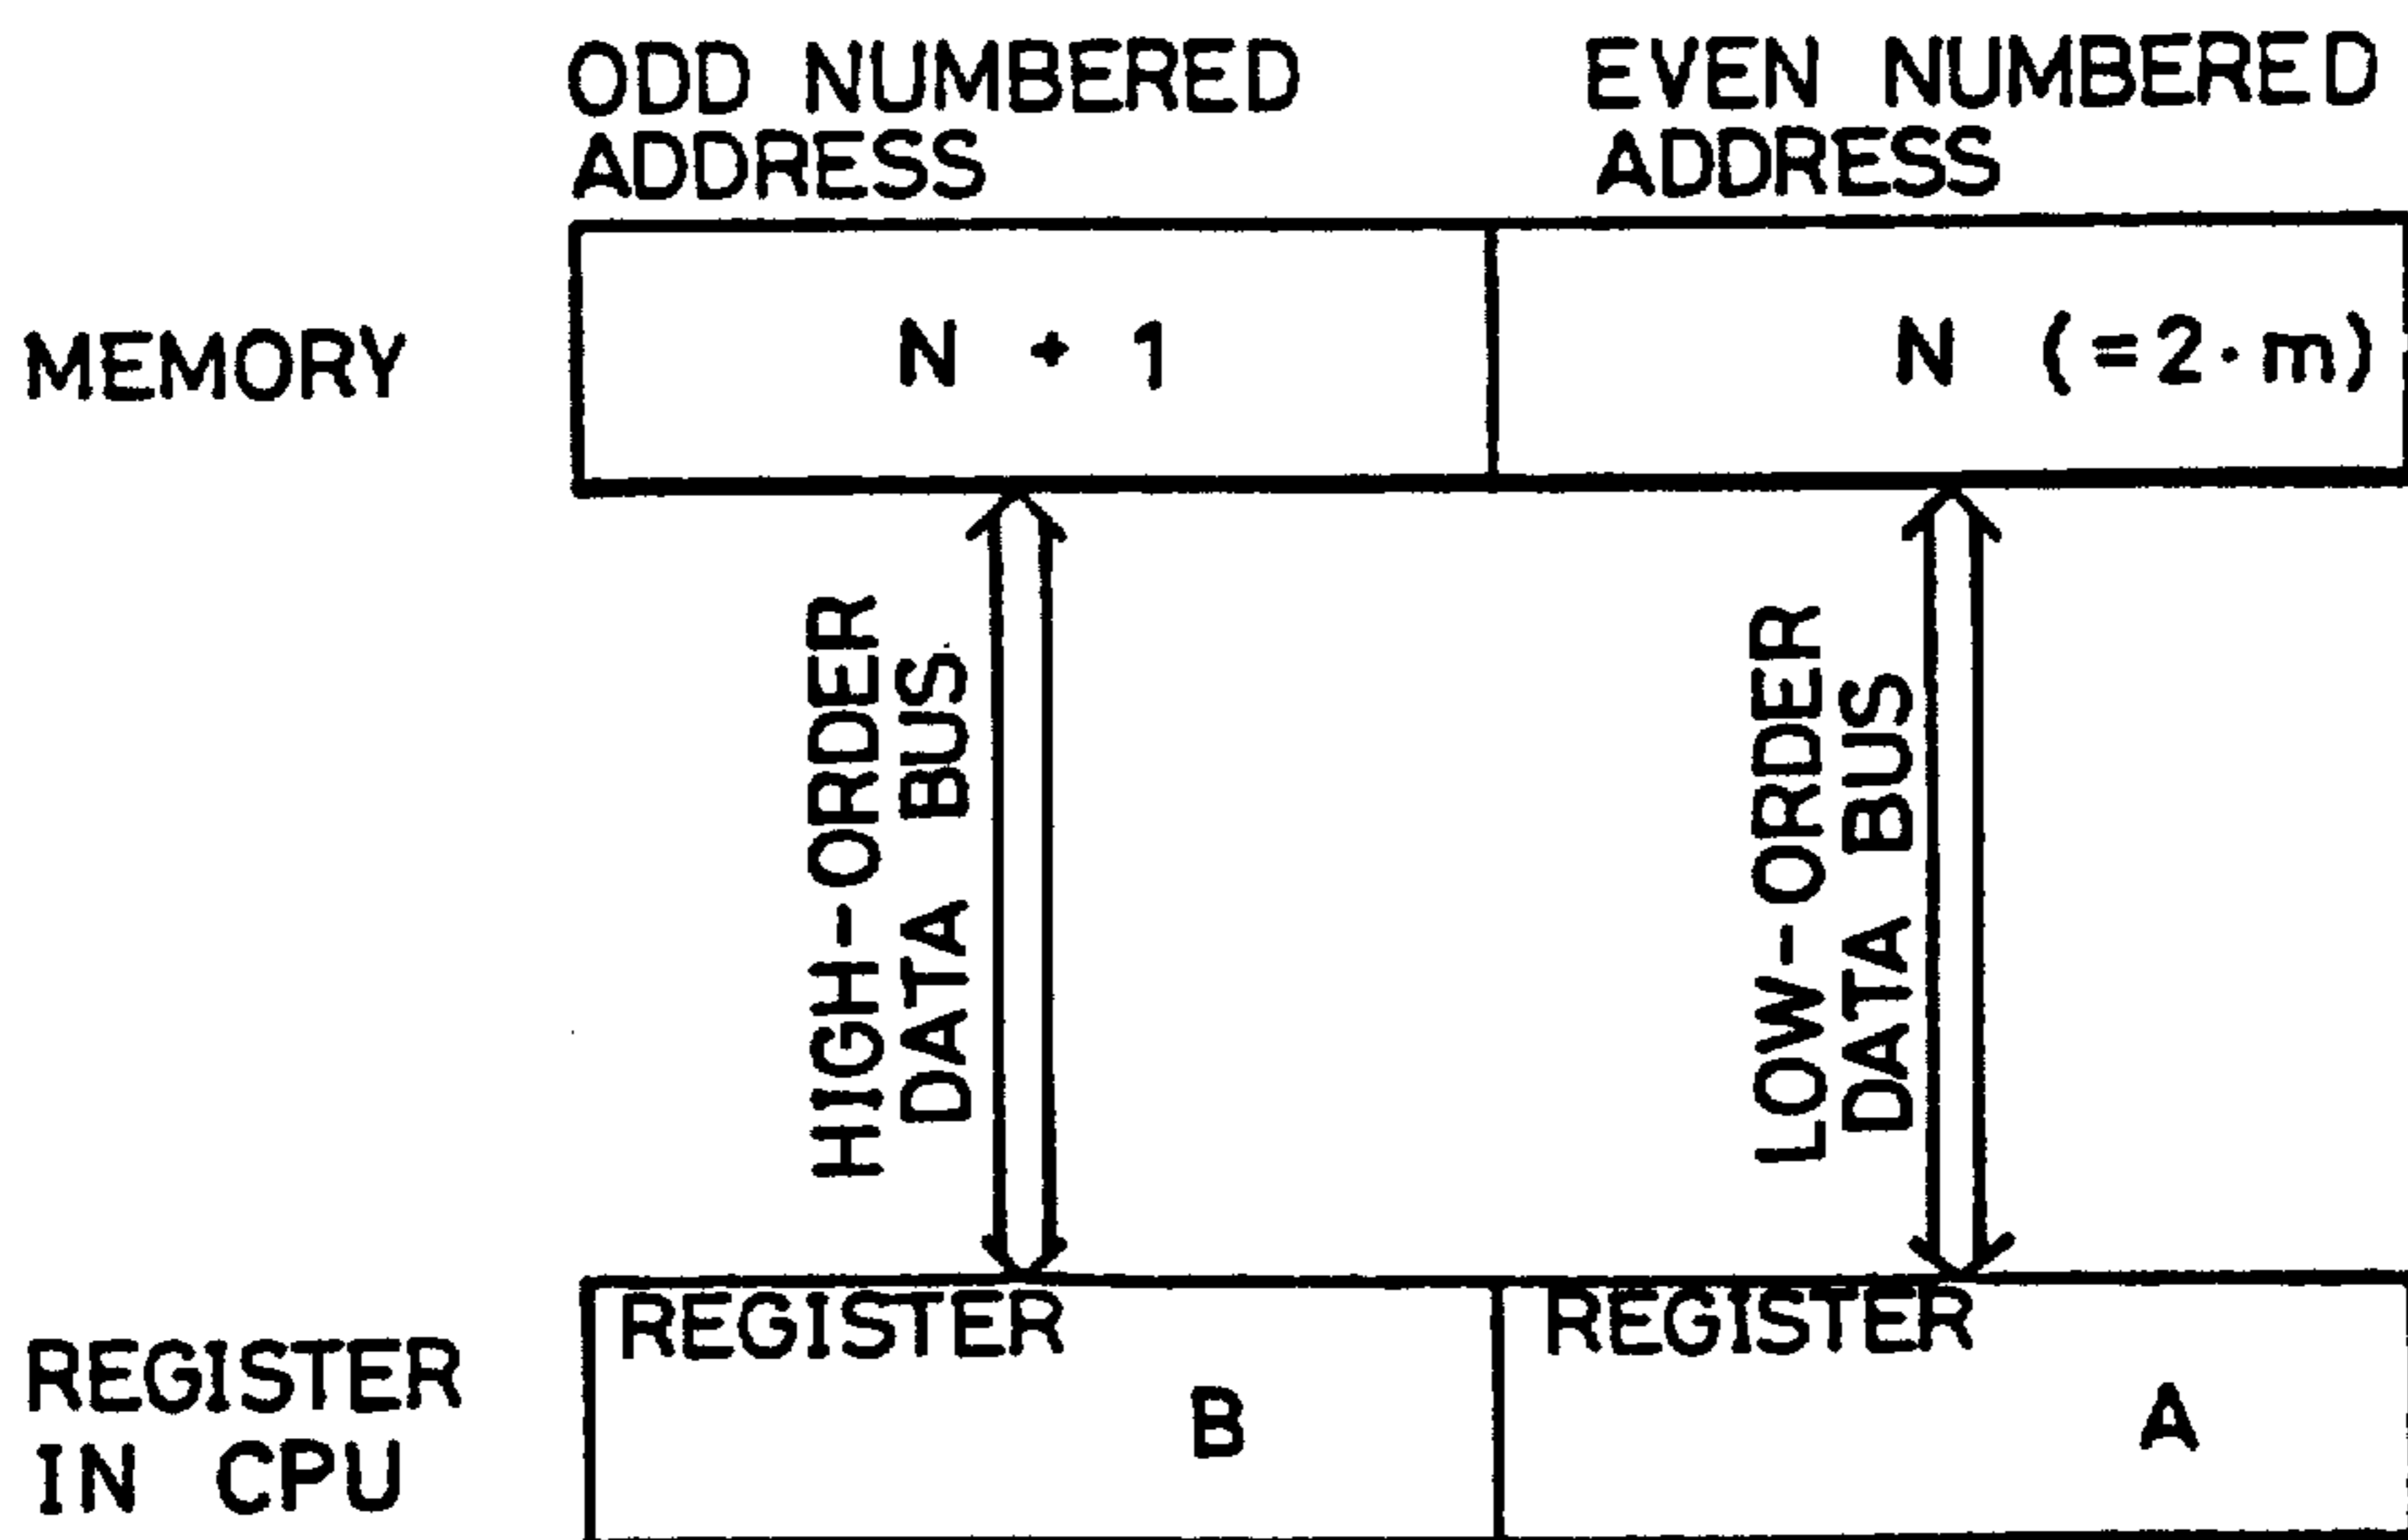 ODD NUMBERED
ADDRESS
EVEN NUMBERED
ADDRESS
MEMORY
N + 1
N (=2·m)
HIGH-ORDER
DATA BUS
LOW-ORDER
DATA BUS
REGISTER
IN CPU
REGISTER
B
REGISTER
A